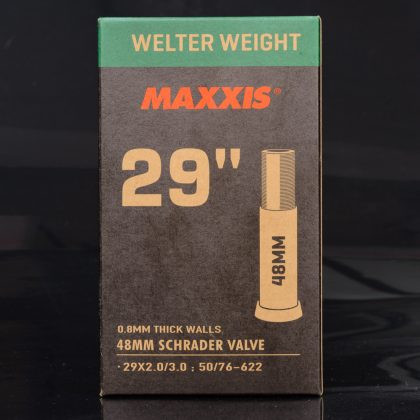 WELTER WEIGHT
MAXXIS®
29"
48MM
0.8MM THICK WALLS
48MM SCHRADER VALVE
· 29X2.0/3.0 ; 50/76-622